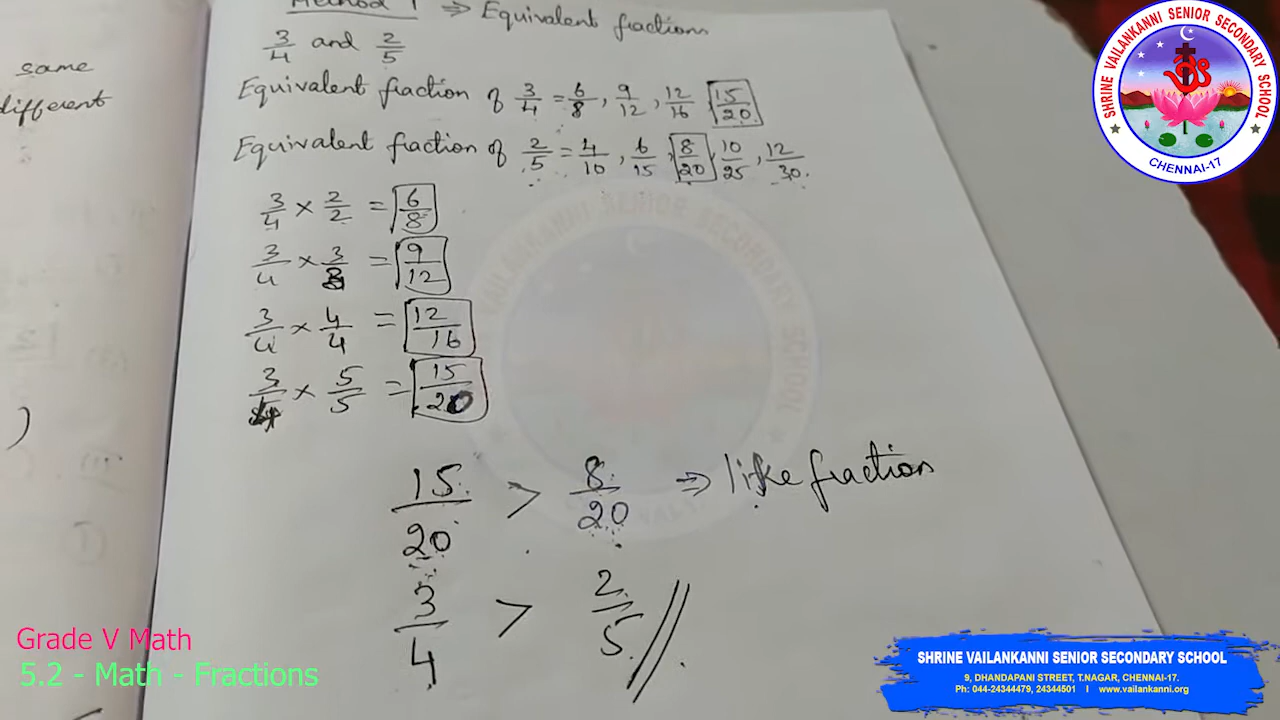 Method 1 ⇒ Equivalent fractions
same
different
3/4 and 2/5
Equivalent fraction of 3/4 = 6/8, 9/12, 12/16, 15/20
Equivalent fraction of 2/5 = 4/10, 6/15, 8/20, 10/25, 12/30
3/4 × 2/2 = 6/8
3/4 × 3/3 = 9/12
3/4 × 4/4 = 12/16
3/4 × 5/5 = 15/20
15/20 > 8/20 ⇒ like fraction
3/4 > 2/5 //
)
SHRINE VAILANKANNI SENIOR SECONDARY SCHOOL
CHENNAI-17
Grade V Math
5.2 - Math - Fractions
SHRINE VAILANKANNI SENIOR SECONDARY SCHOOL
9, DHANDAPANI STREET, T.NAGAR, CHENNAI-17.
Ph: 044-24344479, 24344501 I www.vailankanni.org